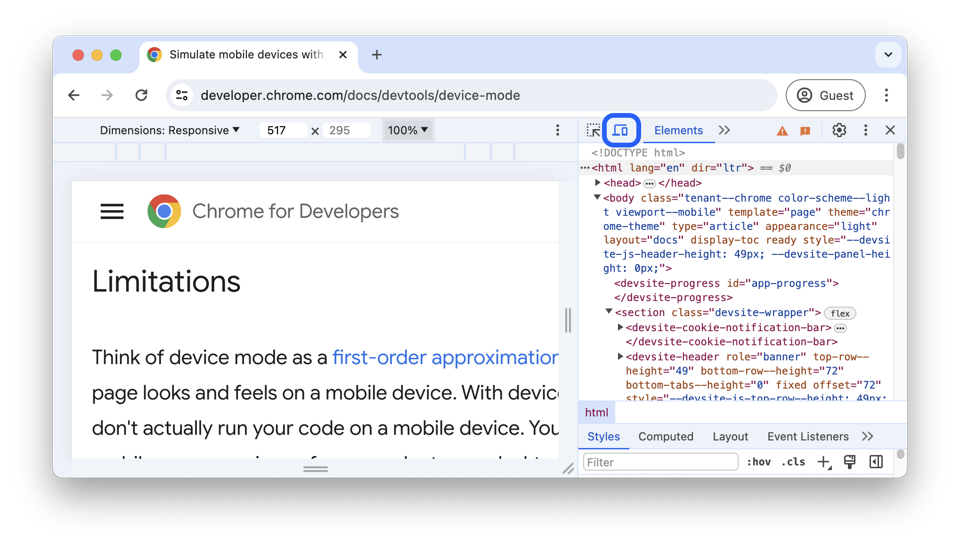 Simulate mobile devices with
developer.chrome.com/docs/devtools/device-mode
Guest
Dimensions: Responsive
517 x 295
100%
Elements
Chrome for Developers
Limitations
Think of device mode as a first-order approximation
page looks and feels on a mobile device. With device
don't actually run your code on a mobile device. You
<!DOCTYPE html>
<html lang="en" dir="ltr"> == $0
<head> </head>
<body class="tenant--chrome color-scheme--ligh
t viewport--mobile" template="page" theme="chr
ome-theme" type="article" appearance="light"
layout="docs" display-toc ready style="--devsi
te-js-header-height: 49px; --devsite-panel-hei
ght: 0px;">
<devsite-progress id="app-progress">
</devsite-progress>
<section class="devsite-wrapper"> flex
<devsite-cookie-notification-bar>
</devsite-cookie-notification-bar>
<devsite-header role="banner" top-row--
height="49" bottom-row--height="72"
bottom-tabs--height="0" fixed offset="72"
style="--devsite-js-top-row--height: 49px;
html
Styles Computed Layout Event Listeners
Filter
:hov .cls